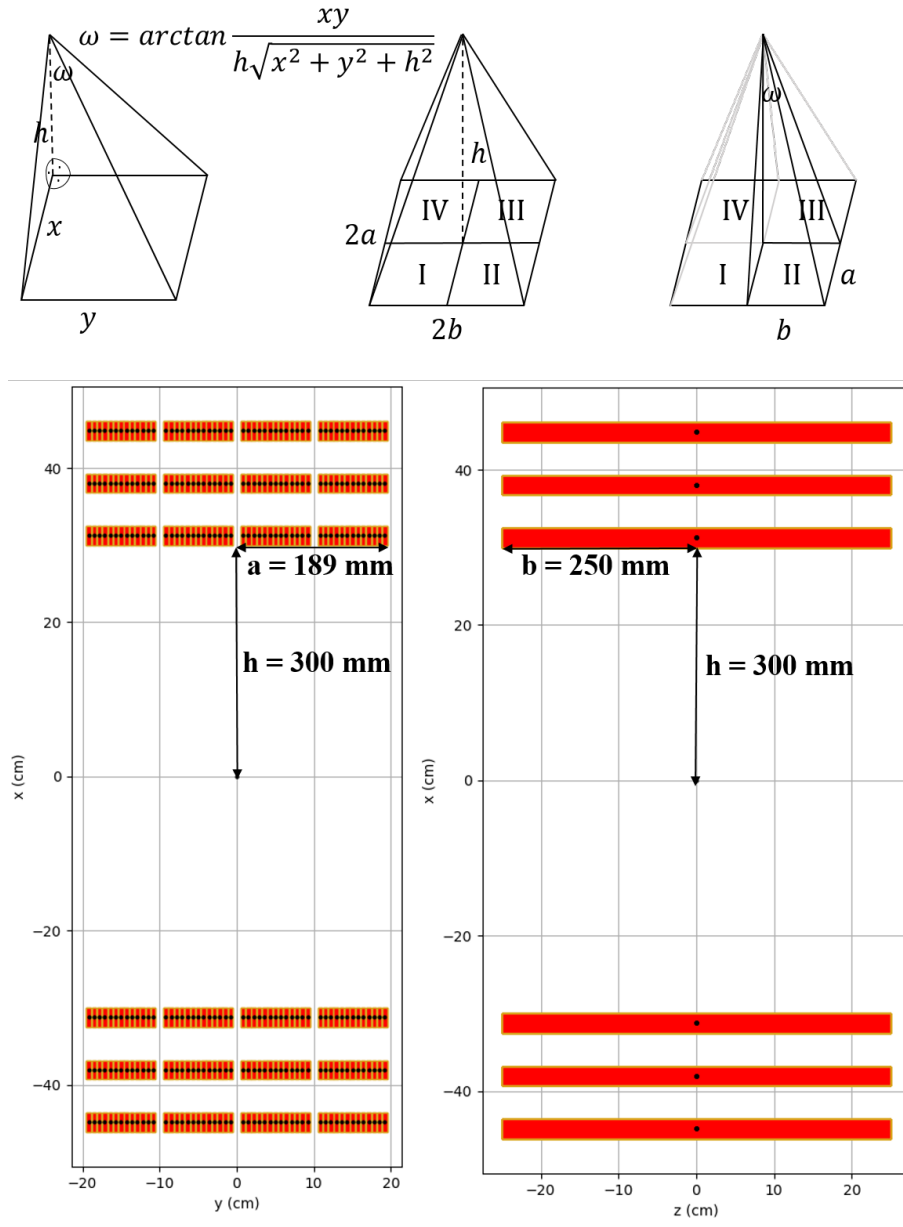 ω = arctan xy / h√x² + y² + h²
ω
h
x
y
h
IV III
2a
I II
2b
ω
IV III
I II
a
b
40
20
0
−20
−40
x (cm)
−20 −10 0 10 20
y (cm)
a = 189 mm
h = 300 mm
40
20
0
−20
−40
x (cm)
−20 −10 0 10 20
z (cm)
b = 250 mm
h = 300 mm